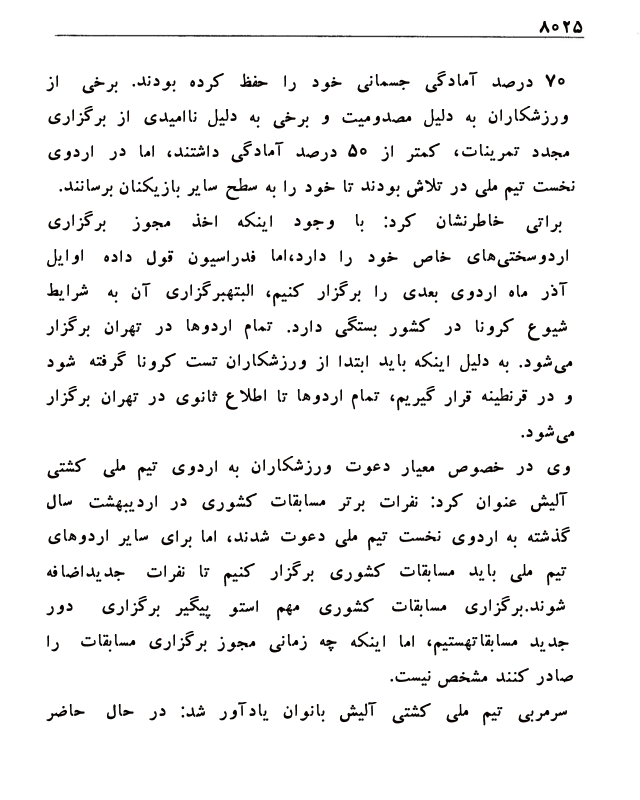 ۸۰۲۵
۷۰ درصد آمادگی جسمانی خود را حفظ کرده بودند. برخی از
ورزشکاران به دلیل مصدومیت و برخی به دلیل ناامیدی از برگزاری
مجدد تمرینات، کمتر از ۵۰ درصد آمادگی داشتند، اما در اردوی
نخست تیم ملی در تلاش بودند تا خود را به سطح سایر بازیکنان برسانند.
براتی خاطرنشان کرد: با وجود اینکه اخذ مجوز برگزاری
اردوسختی‌های خاص خود را دارد،اما فدراسیون قول داده اوایل
آذر ماه اردوی بعدی را برگزار کنیم، البتهبرگزاری آن به شرایط
شیوع کرونا در کشور بستگی دارد. تمام اردوها در تهران برگزار
می‌شود. به دلیل اینکه باید ابتدا از ورزشکاران تست کرونا گرفته شود
و در قرنطینه قرار گیریم، تمام اردوها تا اطلاع ثانوی در تهران برگزار
می‌شود.
وی در خصوص معیار دعوت ورزشکاران به اردوی تیم ملی کشتی
آلیش عنوان کرد: نفرات برتر مسابقات کشوری در اردیبهشت سال
گذشته به اردوی نخست تیم ملی دعوت شدند، اما برای سایر اردوهای
تیم ملی باید مسابقات کشوری برگزار کنیم تا نفرات جدیداضافه
شوند.برگزاری مسابقات کشوری مهم استو پیگیر برگزاری دور
جدید مسابقاتهستیم، اما اینکه چه زمانی مجوز برگزاری مسابقات را
صادر کنند مشخص نیست.
سرمربی تیم ملی کشتی آلیش بانوان یادآور شد: در حال حاضر